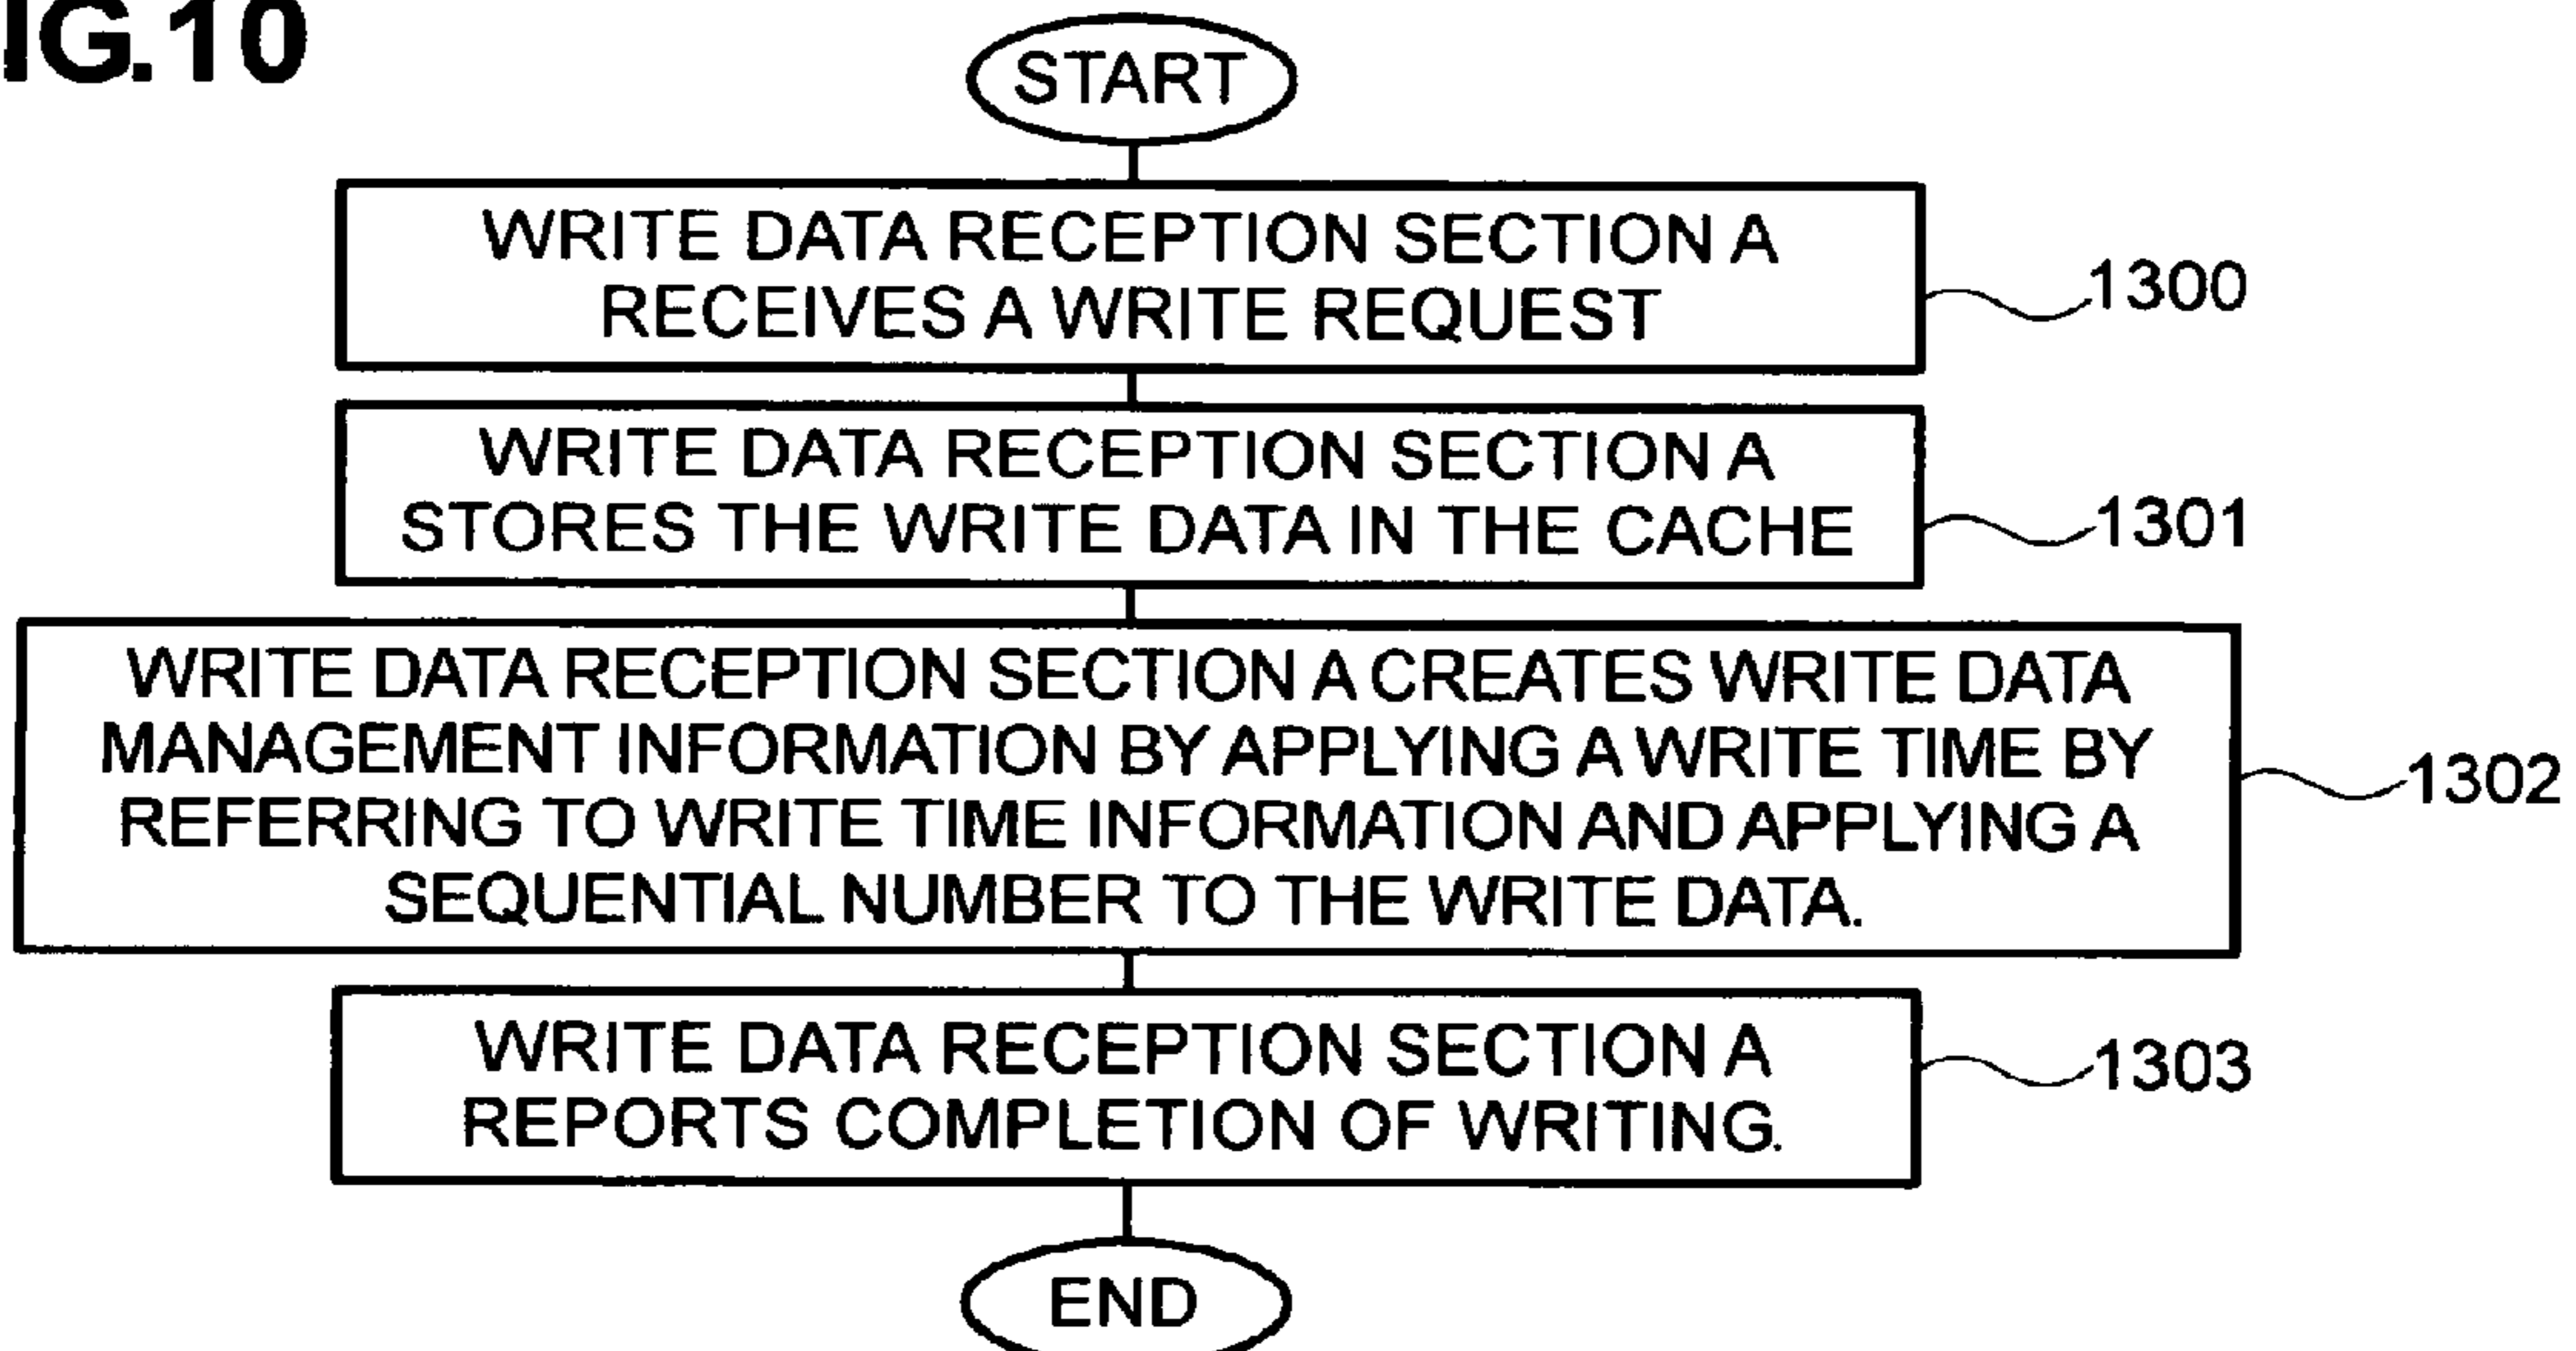 IG.10
START
WRITE DATA RECEPTION SECTION A
RECEIVES A WRITE REQUEST
1300
WRITE DATA RECEPTION SECTION A
STORES THE WRITE DATA IN THE CACHE
1301
WRITE DATA RECEPTION SECTION A CREATES WRITE DATA
MANAGEMENT INFORMATION BY APPLYING A WRITE TIME BY
REFERRING TO WRITE TIME INFORMATION AND APPLYING A
SEQUENTIAL NUMBER TO THE WRITE DATA.
1302
WRITE DATA RECEPTION SECTION A
REPORTS COMPLETION OF WRITING.
1303
END